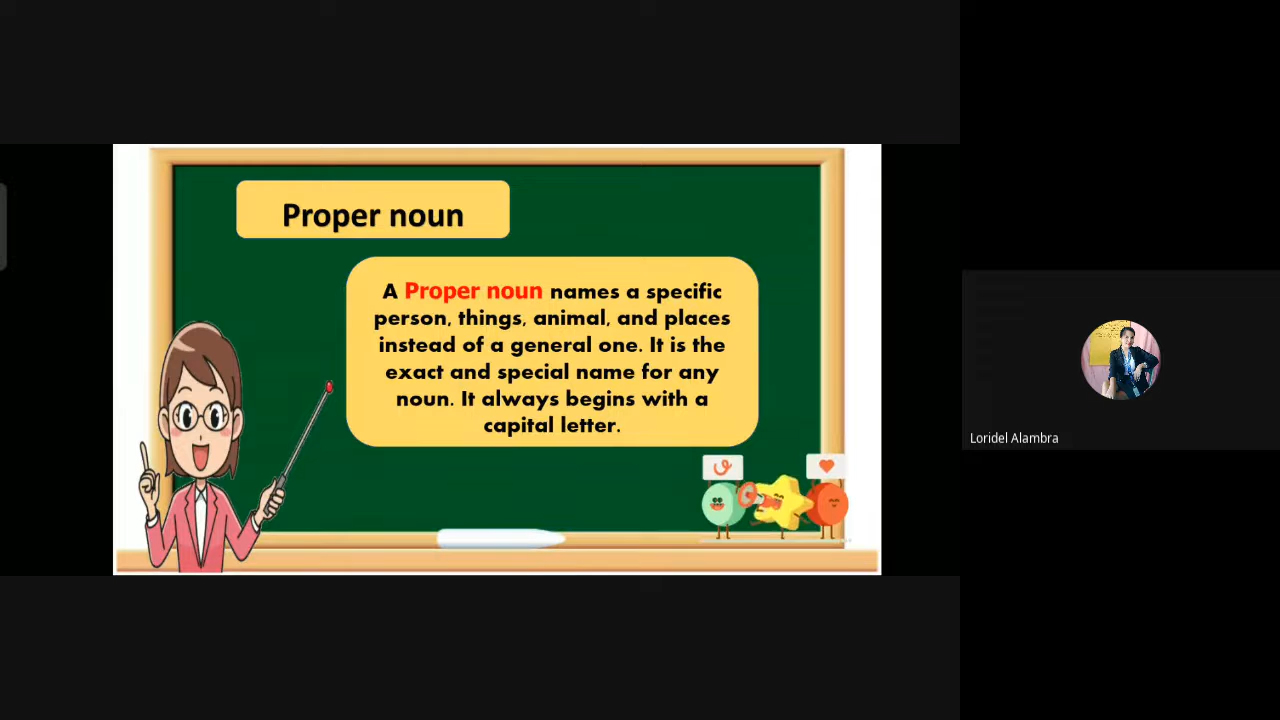 Proper noun
A Proper noun names a specific
person, things, animal, and places
instead of a general one. It is the
exact and special name for any
noun. It always begins with a
capital letter.
Loridel Alambra